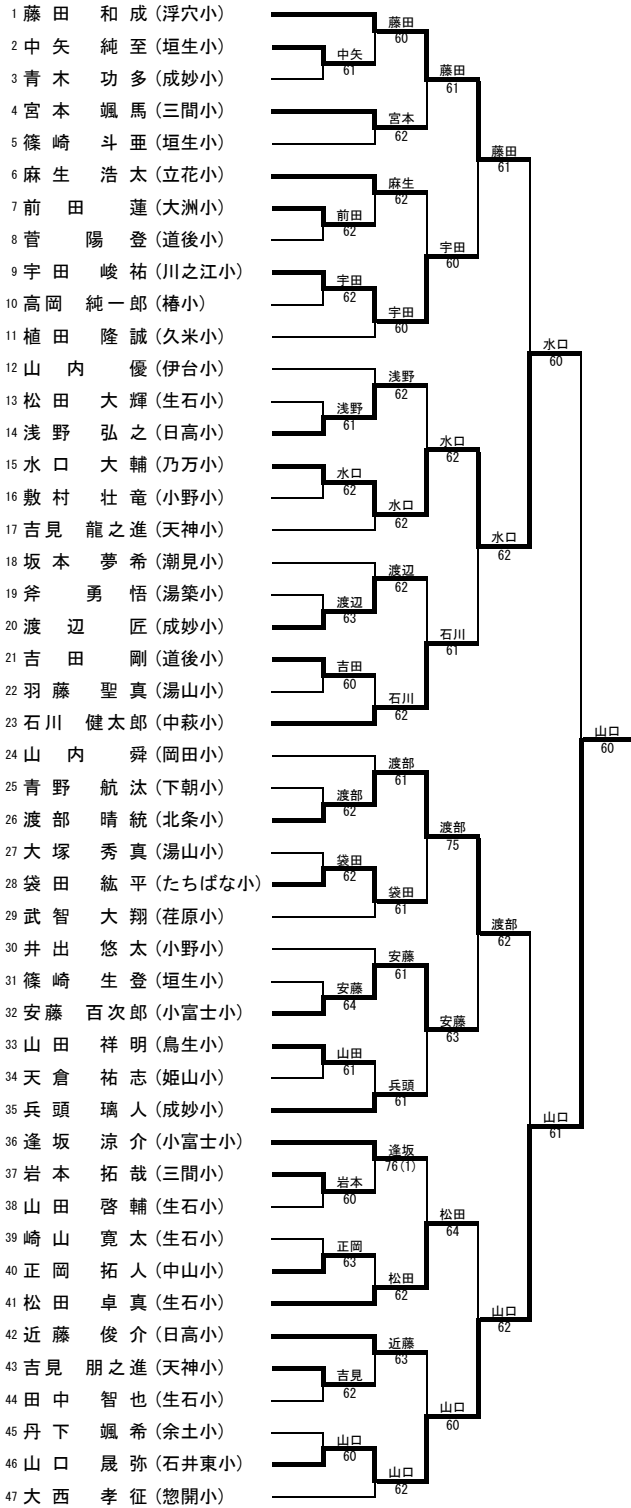 1 藤田 和成 (浮穴小)
2 中矢 純至 (垣生小)
3 青木 功多 (成妙小)
4 宮本 颯馬 (三間小)
5 篠崎 斗亜 (垣生小)
6 麻生 浩太 (立花小)
7 前田 蓮 (大洲小)
8 菅 陽登 (道後小)
9 宇田 峻祐 (川之江小)
10 高岡 純一郎 (椿小)
11 植田 隆誠 (久米小)
12 山内 優 (伊台小)
13 松田 大輝 (生石小)
14 浅野 弘之 (日高小)
15 水口 大輔 (乃万小)
16 敷村 壮竜 (小野小)
17 吉見 龍之進 (天神小)
18 坂本 夢希 (潮見小)
19 斧 勇悟 (湯築小)
20 渡辺 匠 (成妙小)
21 吉田 剛 (道後小)
22 羽藤 聖真 (湯山小)
23 石川 健太郎 (中萩小)
24 山内 舜 (岡田小)
25 青野 航汰 (下朝小)
26 渡部 晴統 (北条小)
27 大塚 秀真 (湯山小)
28 袋田 紘平 (たちばな小)
29 武智 大翔 (荏原小)
30 井出 悠太 (小野小)
31 篠崎 生登 (垣生小)
32 安藤 百次郎 (小富士小)
33 山田 祥明 (鳥生小)
34 天倉 祐志 (姫山小)
35 兵頭 璃人 (成妙小)
36 逢坂 涼介 (小富士小)
37 岩本 拓哉 (三間小)
38 山田 啓輔 (生石小)
39 崎山 寛太 (生石小)
40 正岡 拓人 (中山小)
41 松田 卓真 (生石小)
42 近藤 俊介 (日高小)
43 吉見 朋之進 (天神小)
44 田中 智也 (生石小)
45 丹下 颯希 (余土小)
46 山口 晟弥 (石井東小)
47 大西 孝征 (惣開小)
中矢
61
前田
62
宇田
62
浅野
61
水口
62
渡辺
63
吉田
60
渡部
62
袋田
62
安藤
64
山田
61
岩本
60
正岡
63
吉見
62
山口
60
藤田
60
宮本
62
麻生
62
宇田
60
浅野
62
水口
62
渡辺
62
石川
62
渡部
61
袋田
61
安藤
61
兵頭
61
逢坂
76(1)
松田
62
近藤
63
山口
62
藤田
61
宇田
60
水口
62
石川
61
渡部
75
安藤
63
松田
64
山口
60
藤田
61
水口
62
渡部
62
山口
62
水口
60
山口
61
山口
60